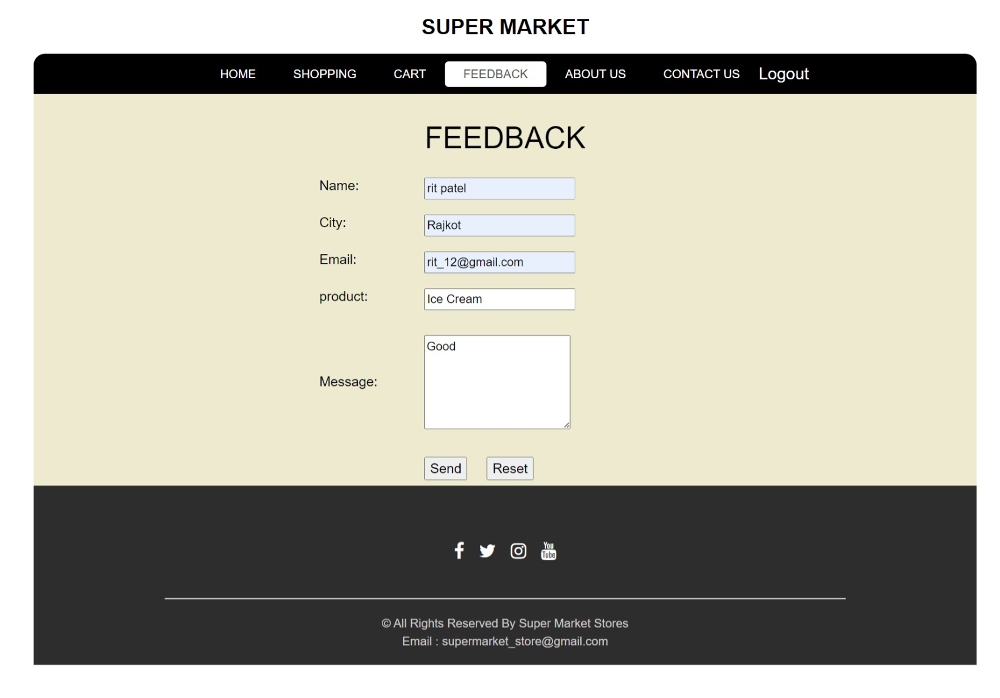 SUPER MARKET
HOME SHOPPING CART FEEDBACK ABOUT US CONTACT US Logout
FEEDBACK
Name: rit patel
City: Rajkot
Email: rit_12@gmail.com
product: Ice Cream
Good
Message:
Send Reset
You
Tube
© All Rights Reserved By Super Market Stores
Email : supermarket_store@gmail.com